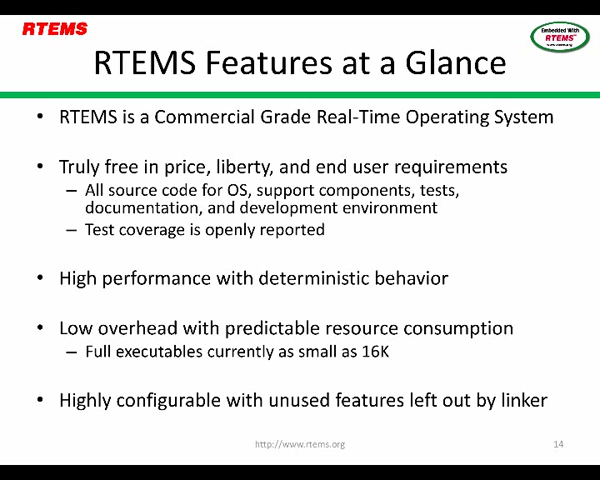 RTEMS
Embedded With
RTEMS
RTEMS Features at a Glance
• RTEMS is a Commercial Grade Real-Time Operating System
• Truly free in price, liberty, and end user requirements
– All source code for OS, support components, tests,
documentation, and development environment
– Test coverage is openly reported
• High performance with deterministic behavior
• Low overhead with predictable resource consumption
– Full executables currently as small as 16K
• Highly configurable with unused features left out by linker
http://www.rtems.org
14